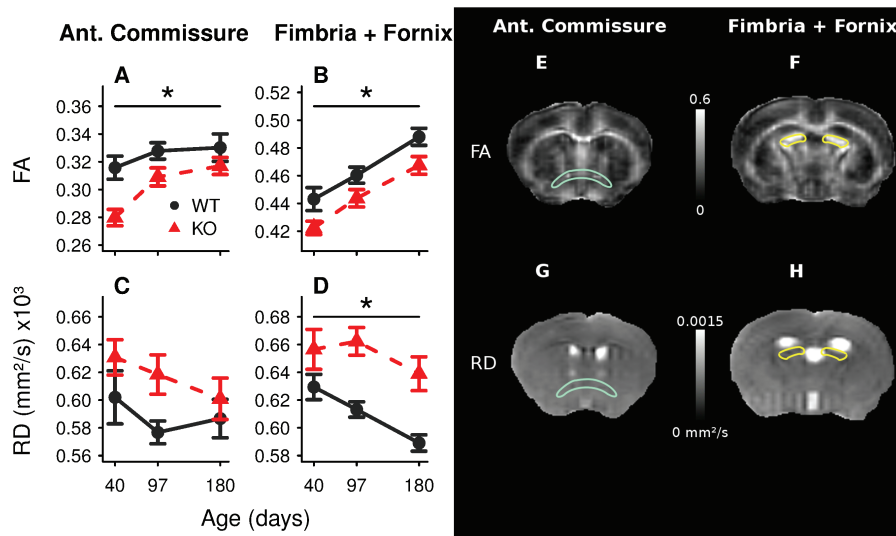 Ant. Commissure
Fimbria + Fornix
A
*
0.36
0.34
0.32
0.30
0.28
0.26
FA
WT
KO
B
*
0.52
0.50
0.48
0.46
0.44
0.42
C
0.66
0.64
0.62
0.60
0.58
0.56
RD (mm²/s) x10³
40
97
180
D
*
0.68
0.66
0.64
0.62
0.60
0.58
40
97
180
Age (days)
Ant. Commissure
Fimbria + Fornix
E
F
FA
0.6
0
G
H
RD
0.0015
0 mm²/s